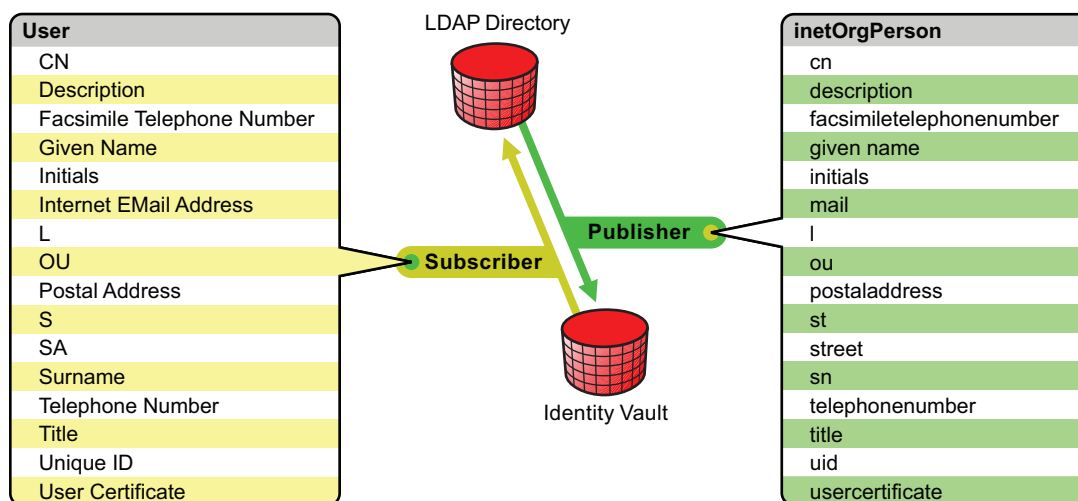 User
CN
Description
Facsimile Telephone Number
Given Name
Initials
Internet EMail Address
L
OU
Postal Address
S
SA
Surname
Telephone Number
Title
Unique ID
User Certificate
LDAP Directory
Publisher
Subscriber
Identity Vault
inetOrgPerson
cn
description
facsimiletelephonenumber
given name
initials
mail
l
ou
postaladdress
st
street
sn
telephonenumber
title
uid
usercertificate